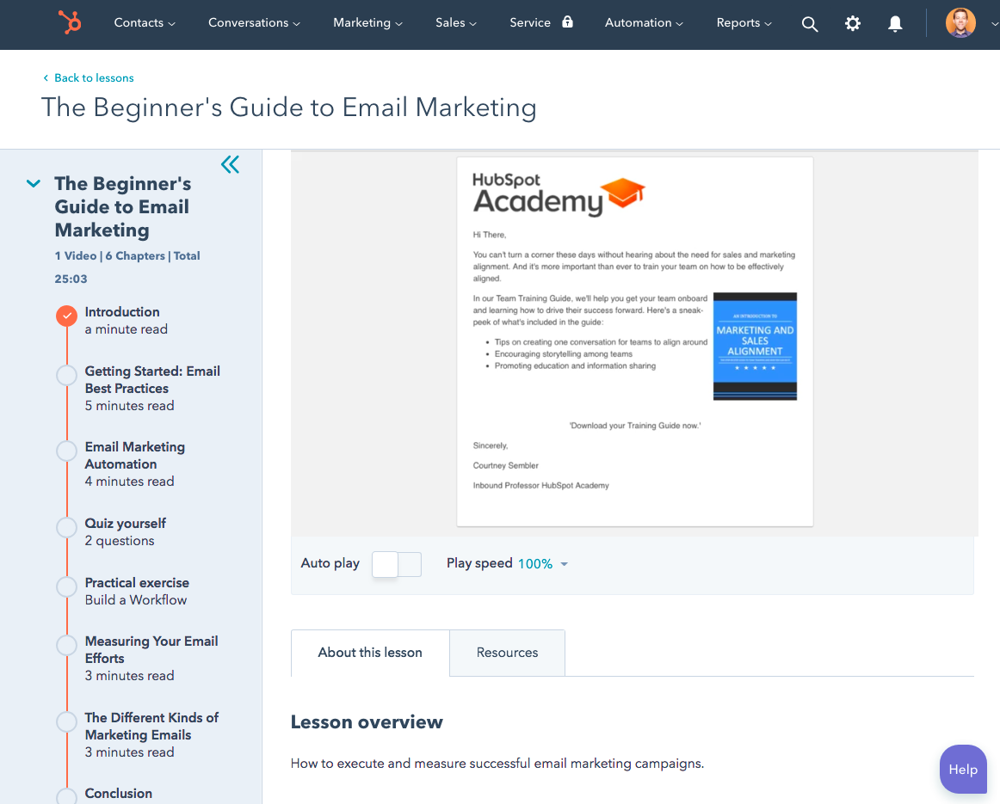 Contacts Conversations Marketing Sales Service Automation Reports
Back to lessons
The Beginner's Guide to Email Marketing
The Beginner's
Guide to Email
Marketing
1 Video | 6 Chapters | Total
25:03
Introduction
a minute read
Getting Started: Email
Best Practices
5 minutes read
Email Marketing
Automation
4 minutes read
Quiz yourself
2 questions
Practical exercise
Build a Workflow
Measuring Your Email
Efforts
3 minutes read
The Different Kinds of
Marketing Emails
3 minutes read
Conclusion
HubSpot
Academy
Hi There,
You can't turn a corner these days without hearing about the need for sales and marketing
alignment. And it's more important than ever to train your team on how to be effectively
aligned.
In our Team Training Guide, we'll help you get your team onboard
and learning how to drive their success forward. Here's a sneak-
peek of what's included in the guide:
• Tips on creating one conversation for teams to align around
• Encouraging storytelling among teams
• Promoting education and information sharing
AN INTRODUCTION TO
MARKETING AND
SALES
ALIGNMENT
'Download your Training Guide now.'
Sincerely,
Courtney Sembler
Inbound Professor HubSpot Academy
Auto play Play speed 100%
About this lesson Resources
Lesson overview
How to execute and measure successful email marketing campaigns.
Help